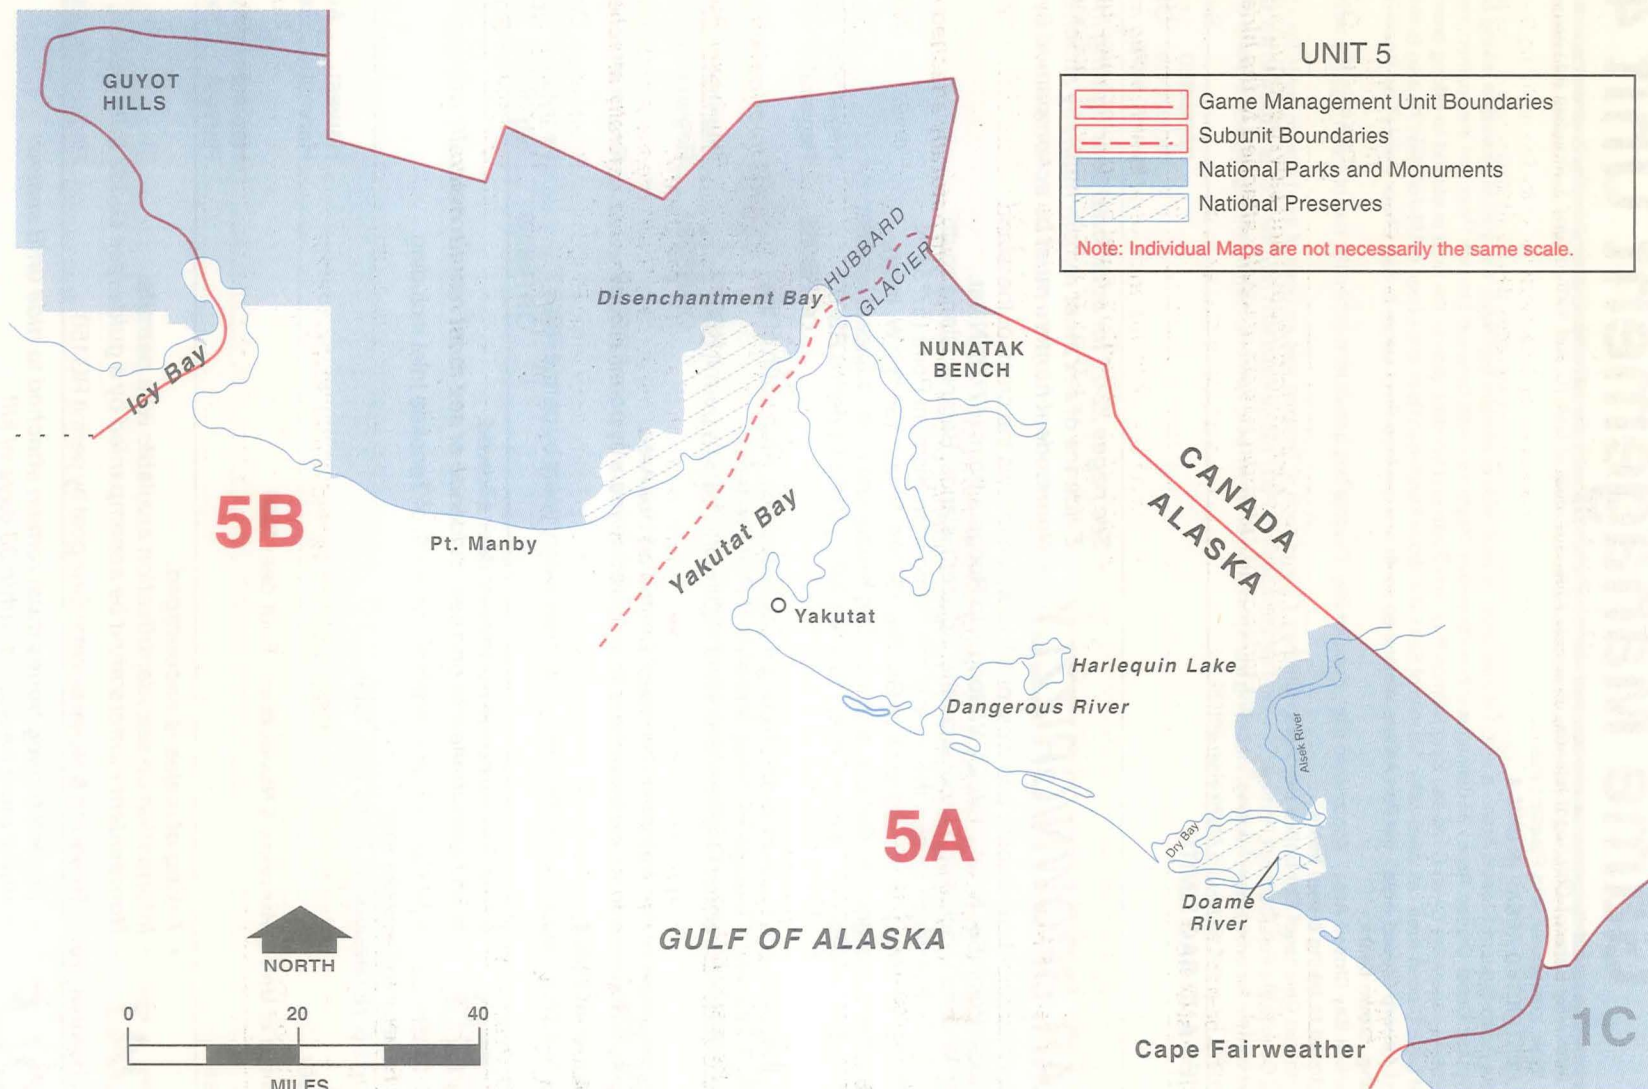 UNIT 5
Game Management Unit Boundaries
Subunit Boundaries
National Parks and Monuments
National Preserves
Note: Individual Maps are not necessarily the same scale.
GUYOT
HILLS
HUBBARD
GLACIER
Disenchantment Bay
NUNATAK
BENCH
Icy Bay
CANADA
ALASKA
5B
Pt. Manby
Yakutat Bay
Yakutat
Harlequin Lake
Dangerous River
Alsek River
5A
Dry Bay
Doame
River
GULF OF ALASKA
NORTH
0 20 40
MILES
Cape Fairweather
1C